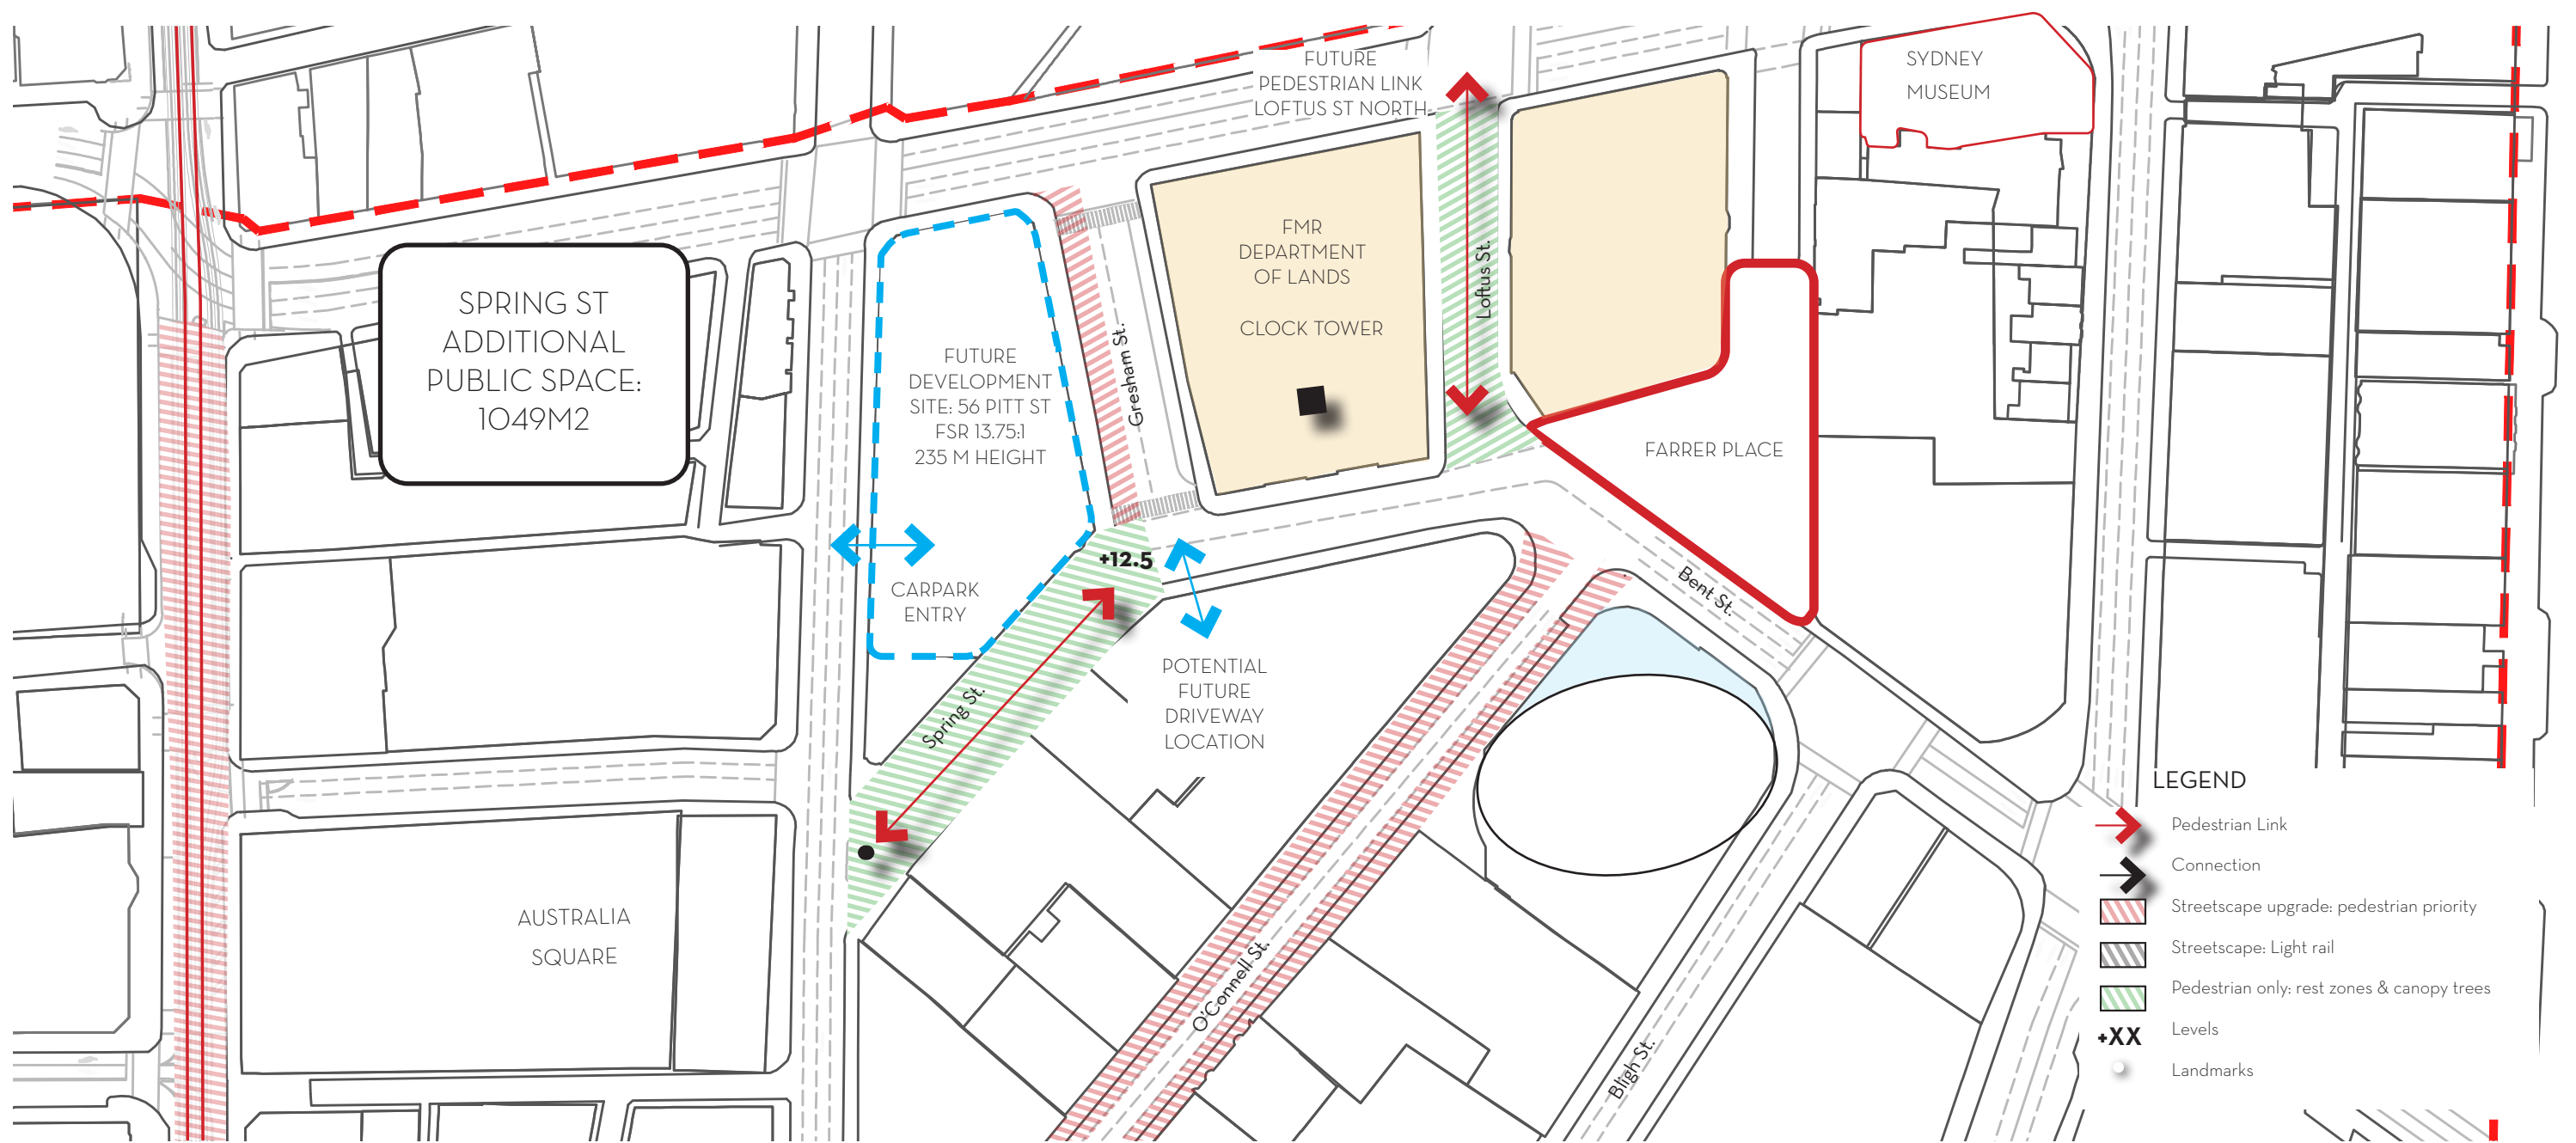 FUTURE
PEDESTRIAN LINK
LOFTUS ST NORTH
SYDNEY
MUSEUM
SPRING ST
ADDITIONAL
PUBLIC SPACE:
1049M2
FUTURE
DEVELOPMENT
SITE: 56 PITT ST
FSR 13.75:1
235 M HEIGHT
Gresham St.
FMR
DEPARTMENT
OF LANDS
CLOCK TOWER
Loftus St.
FARRER PLACE
+12.5
CARPARK
ENTRY
Bent St.
Spring St.
POTENTIAL
FUTURE
DRIVEWAY
LOCATION
AUSTRALIA
SQUARE
O'Connell St.
Bligh St.
LEGEND
Pedestrian Link
Connection
Streetscape upgrade: pedestrian priority
Streetscape: Light rail
Pedestrian only: rest zones & canopy trees
+XX Levels
Landmarks